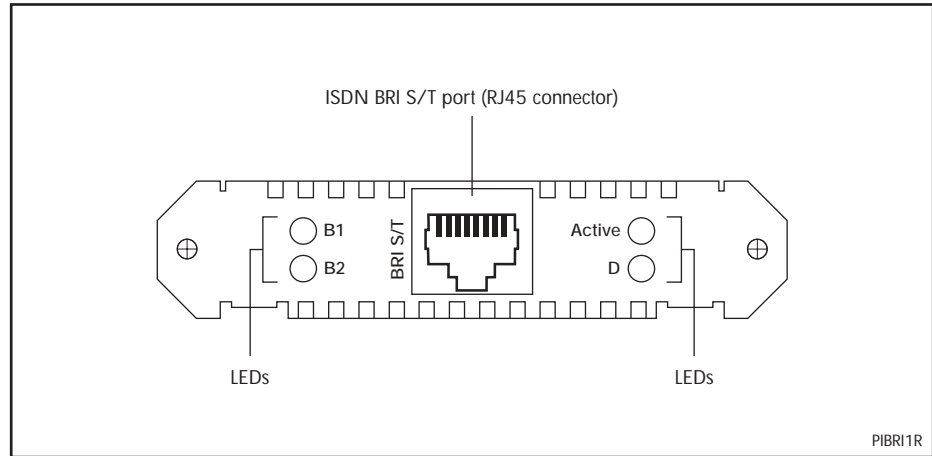 ISDN BRI S/T port (RJ45 connector)
B1
B2
BRI S/T
Active
D
LEDs
LEDs
PIBRI1R